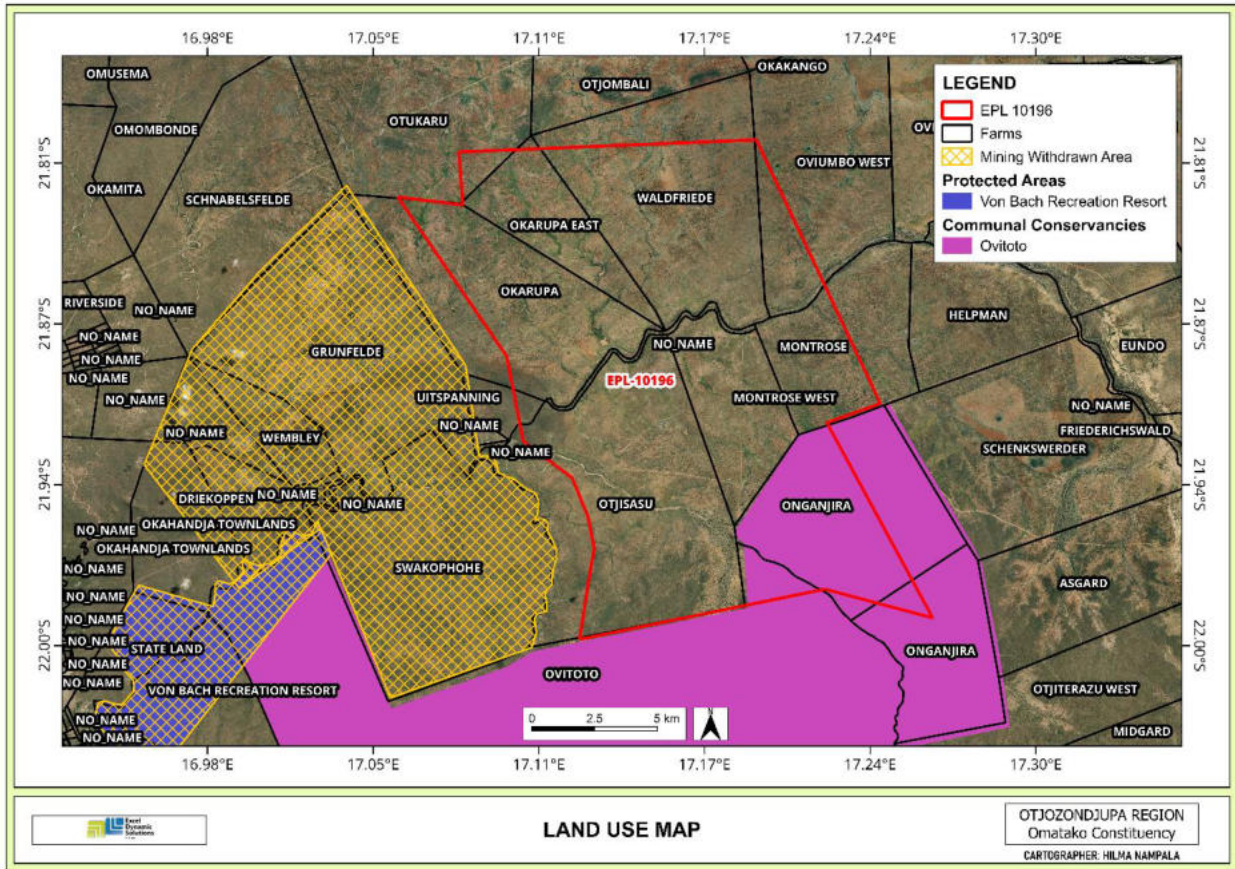 16.98°E 17.05°E 17.11°E 17.17°E 17.24°E 17.30°E
OMUSEMA
OKAKANGO
OTJOMBALI
OTUKARU
OMOMBONDE
LEGEND
EPL 10196
Farms
Mining Withdrawn Area
Protected Areas
Von Bach Recreation Resort
Communal Conservancies
Ovitoto
21.81°S 21.81°S
OVIUMBO WEST
OKAMITA
SCHNABELSFELDE
WALDFRIEDE
OKARUPA EAST
OKARUPA
RIVERSIDE
NO_NAME
HELPMAN
21.87°S 21.87°S
NO_NAME
NO_NAME
MONTROSE
EUNDO
GRUNFELDE
NO_NAME
NO_NAME
EPL-10196
NO_NAME
UITSPANNING
MONTROSE WEST
NO_NAME
NO_NAME
NO_NAME
FRIEDERICHSWALD
WEMBLEY
NO_NAME
SCHENKSWERDER
21.94°S 21.94°S
DRIEKOPPEN
NO_NAME
NO_NAME
OTJISASU
ONGANJIRA
OKAHANDJA TOWNLANDS
NO_NAME
OKAHANDJA TOWNLANDS
NO_NAME
SWAKOPHOHE
ASGARD
NO_NAME
NO_NAME
22.00°S 22.00°S
NO_NAME
STATE LAND
ONGANJIRA
NO_NAME
OVITOTO
NO_NAME
VON BACH RECREATION RESORT
OTJITERAZU WEST
NO_NAME
NO_NAME
MIDGARD
0 2.5 5 km
N
16.98°E 17.05°E 17.11°E 17.17°E 17.24°E 17.30°E
Excel
Dynamic
Solutions
LAND USE MAP
OTJOZONDJUPA REGION
Omatako Constituency
CARTOGRAPHER: HILMA NAMPALA